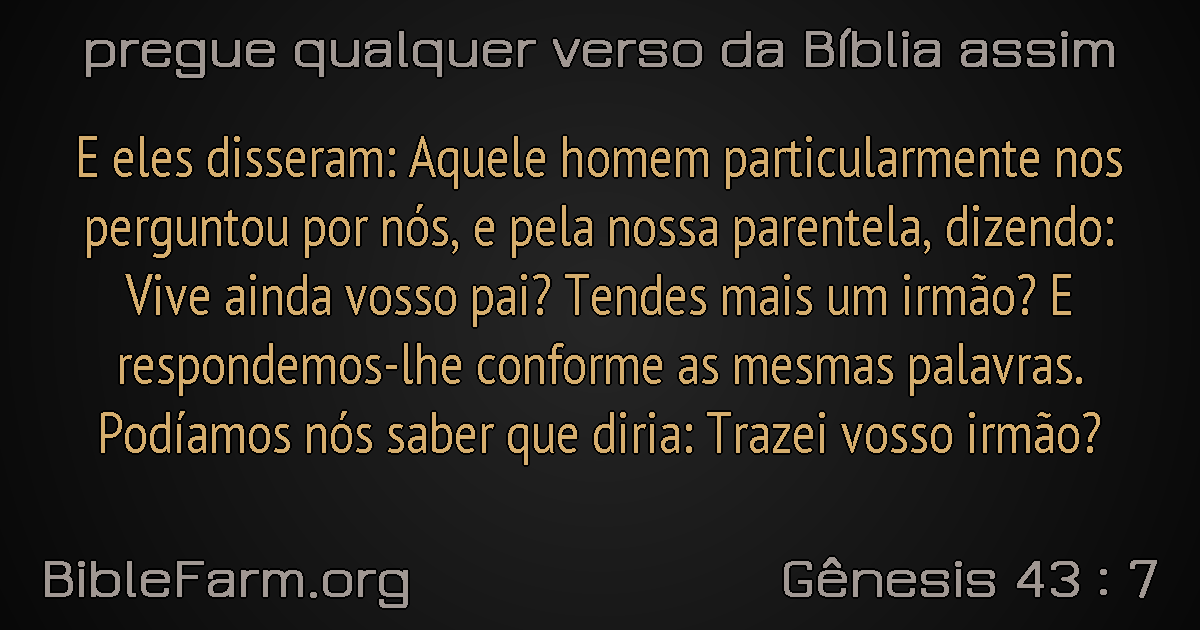 pregue qualquer verso da Bíblia assim
E eles disseram: Aquele homem particularmente nos
perguntou por nós, e pela nossa parentela, dizendo:
Vive ainda vosso pai? Tendes mais um irmão? E
respondemos-lhe conforme as mesmas palavras.
Podíamos nós saber que diria: Trazei vosso irmão?
BibleFarm.org
Gênesis 43 : 7